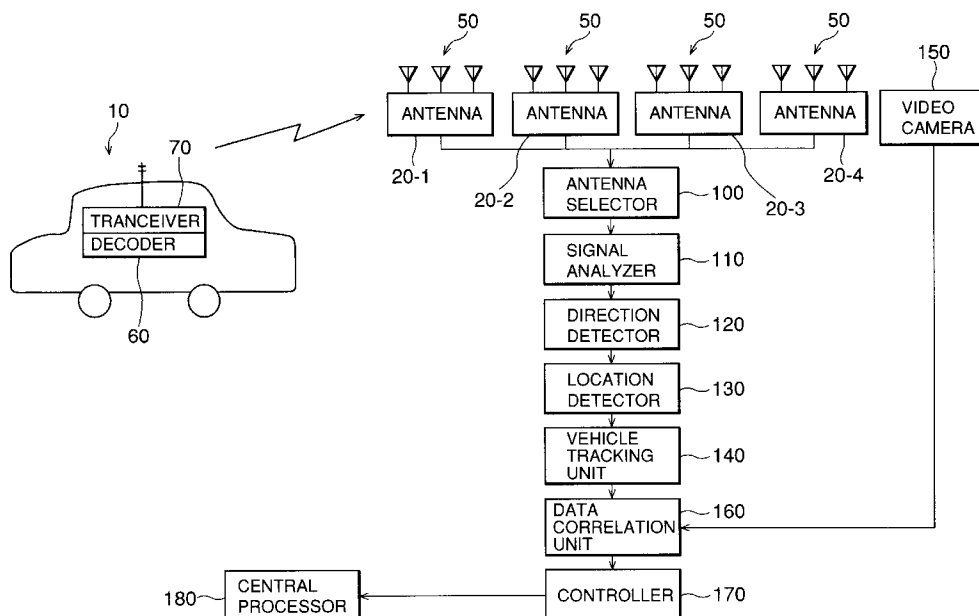 50 50 50 50
150
ANTENNA ANTENNA ANTENNA ANTENNA
VIDEO
CAMERA
10
70
20-1 20-2 20-3 20-4
TRANCEIVER
DECODER
60
ANTENNA
SELECTOR
100
SIGNAL
ANALYZER
110
DIRECTION
DETECTOR
120
LOCATION
DETECTOR
130
VEHICLE
TRACKING
UNIT
140
DATA
CORRELATION
UNIT
160
CONTROLLER
170
CENTRAL
PROCESSOR
180